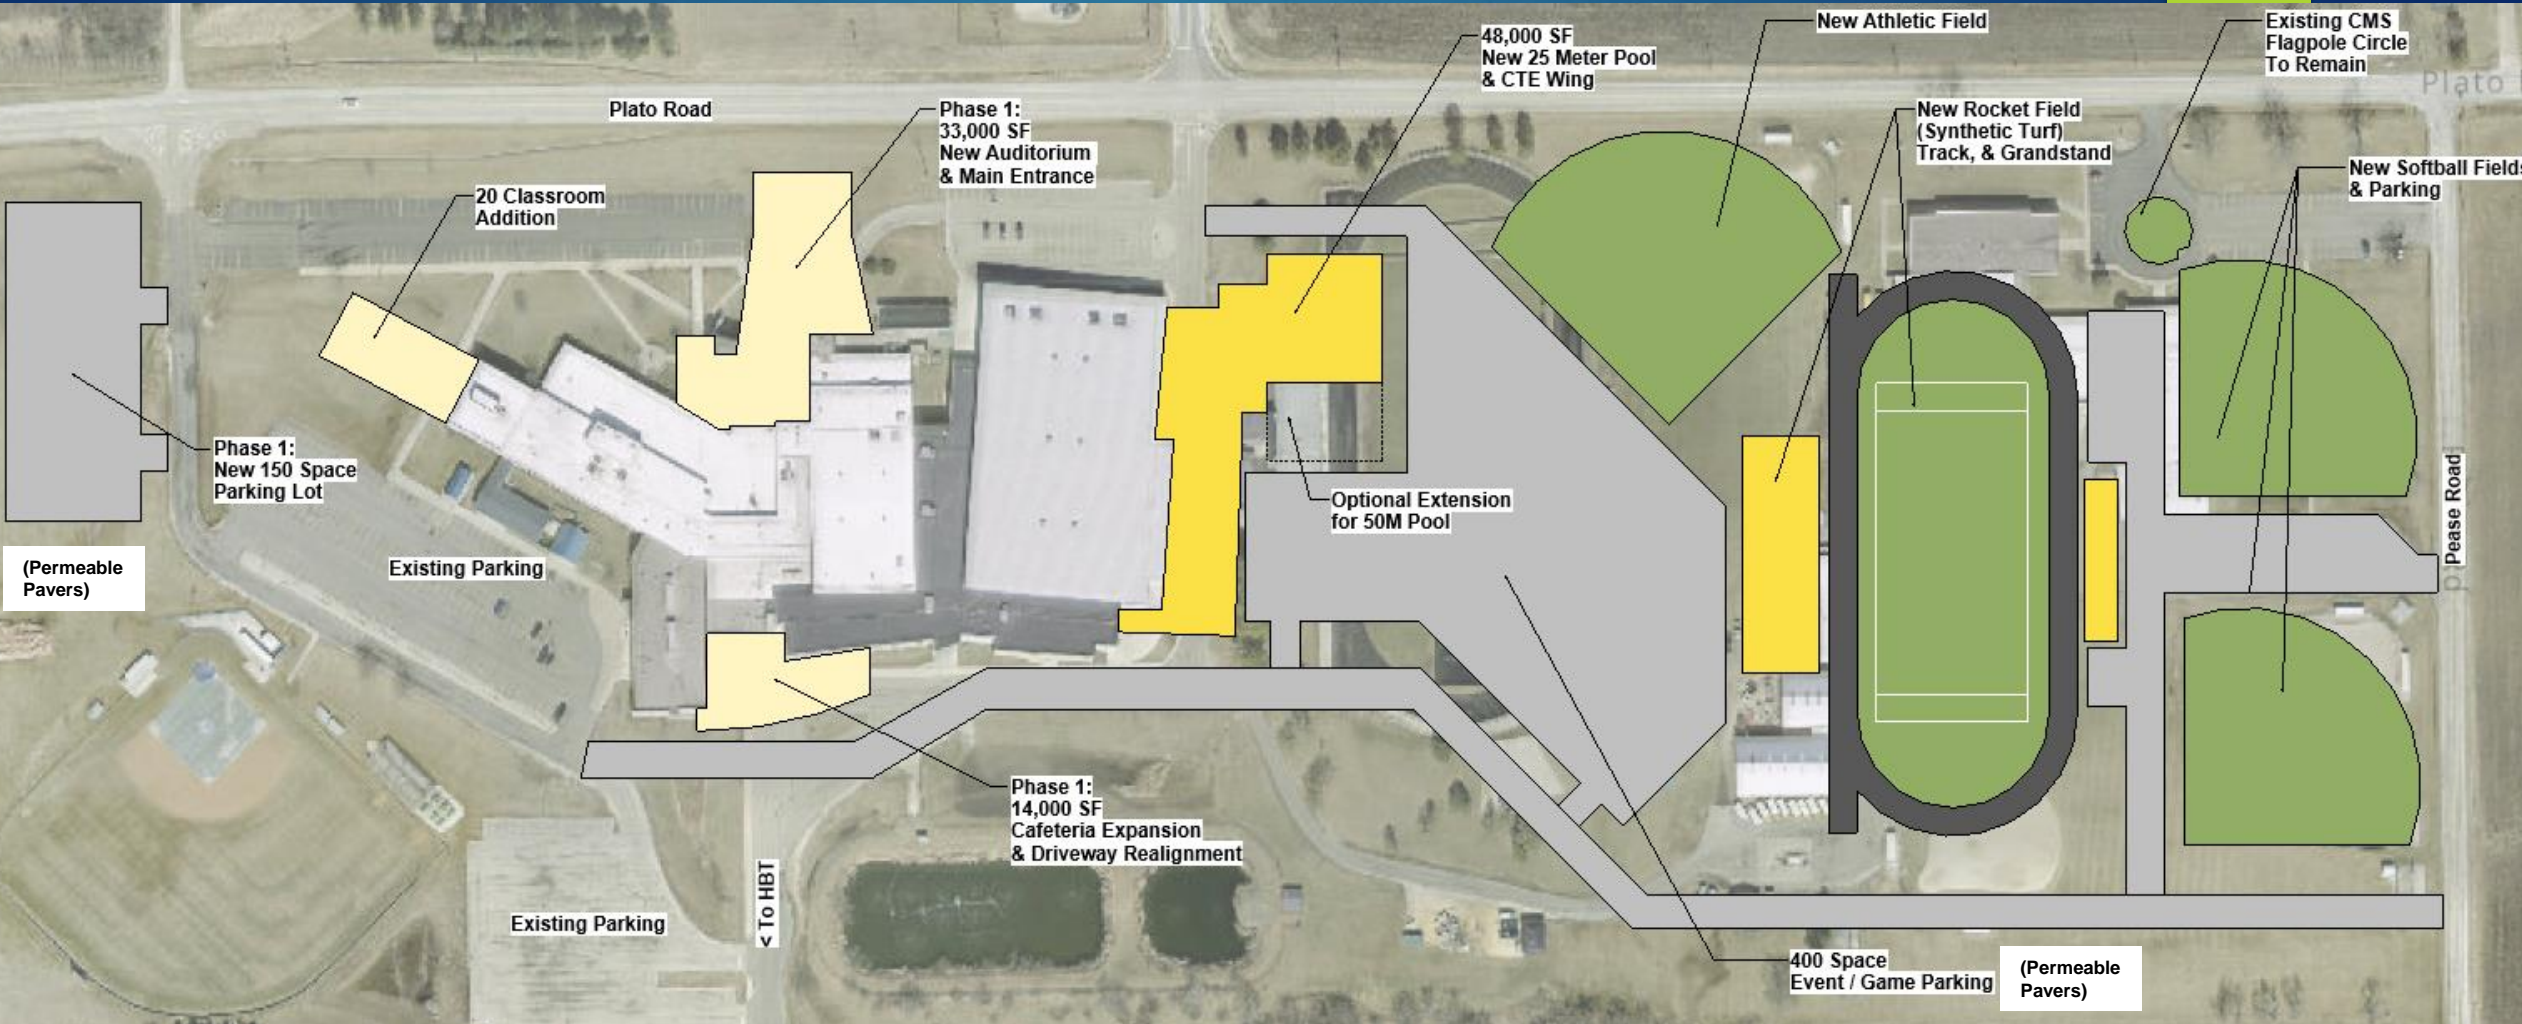 New Athletic Field
Existing CMS
Flagpole Circle
To Remain
48,000 SF
New 25 Meter Pool
& CTE Wing
Plato
Plato Road
Phase 1:
33,000 SF
New Auditorium
& Main Entrance
New Rocket Field
(Synthetic Turf)
Track, & Grandstand
New Softball Fields
& Parking
20 Classroom
Addition
Phase 1:
New 150 Space
Parking Lot
Optional Extension
for 50M Pool
Pease Road
(Permeable
Pavers)
Existing Parking
Phase 1:
14,000 SF
Cafeteria Expansion
& Driveway Realignment
< To HBT
Existing Parking
400 Space
Event / Game Parking
(Permeable
Pavers)